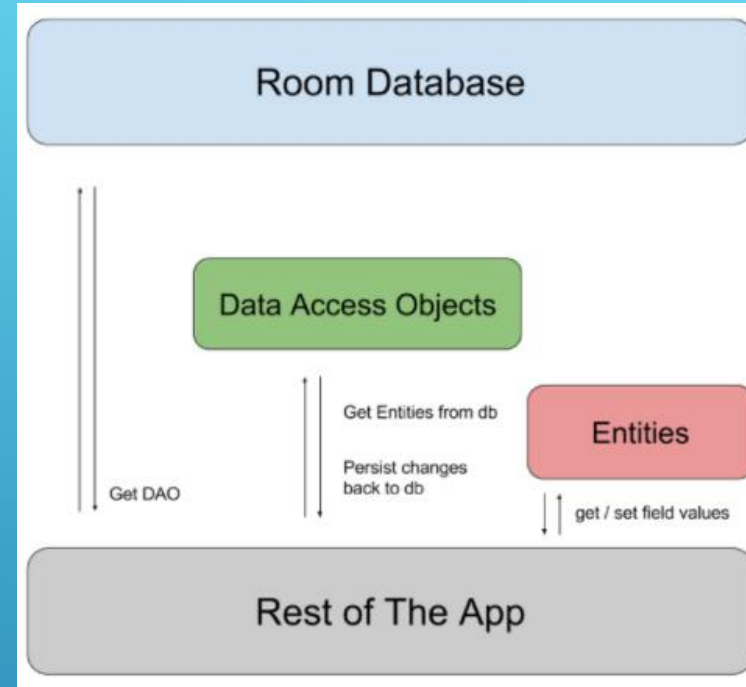 Room Database
Data Access Objects
Get Entities from db
Persist changes
back to db
Entities
Get DAO
get / set field values
Rest of The App